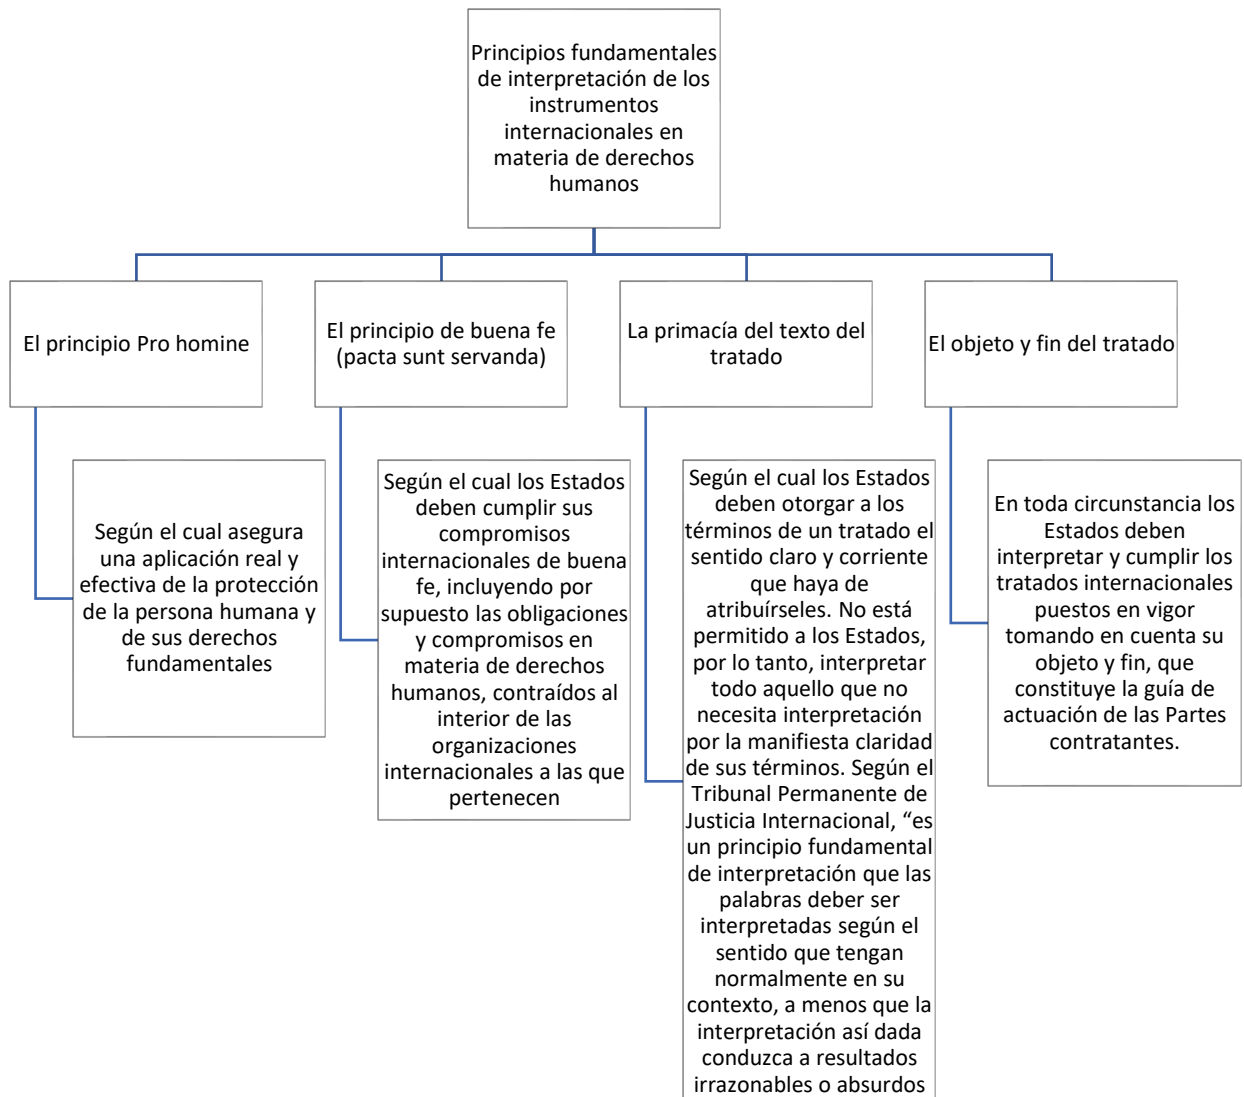 Principios fundamentales
de interpretación de los
instrumentos
internacionales en
materia de derechos
humanos
El principio Pro homine
El principio de buena fe
(pacta sunt servanda)
La primacía del texto del
tratado
El objeto y fin del tratado
Según el cual asegura
una aplicación real y
efectiva de la protección
de la persona humana y
de sus derechos
fundamentales
Según el cual los Estados
deben cumplir sus
compromisos
internacionales de buena
fe, incluyendo por
supuesto las obligaciones
y compromisos en
materia de derechos
humanos, contraídos al
interior de las
organizaciones
internacionales a las que
pertenecen
Según el cual los Estados
deben otorgar a los
términos de un tratado el
sentido claro y corriente
que haya de
atribuírseles. No está
permitido a los Estados,
por lo tanto, interpretar
todo aquello que no
necesita interpretación
por la manifiesta claridad
de sus términos. Según el
Tribunal Permanente de
Justicia Internacional, “es
un principio fundamental
de interpretación que las
palabras deber ser
interpretadas según el
sentido que tengan
normalmente en su
contexto, a menos que la
interpretación así dada
conduzca a resultados
irrazonables o absurdos
En toda circunstancia los
Estados deben
interpretar y cumplir los
tratados internacionales
puestos en vigor
tomando en cuenta su
objeto y fin, que
constituye la guía de
actuación de las Partes
contratantes.